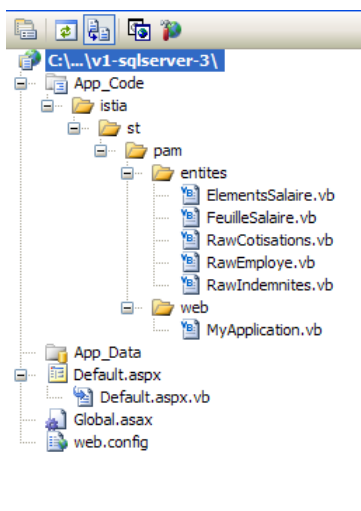 C:\...\v1-sqlserver-3\
App_Code
istia
st
pam
entites
ElementsSalaire.vb
FeuilleSalaire.vb
RawCotisations.vb
RawEmploye.vb
RawIndemnites.vb
web
MyApplication.vb
App_Data
Default.aspx
Default.aspx.vb
Global.asax
web.config